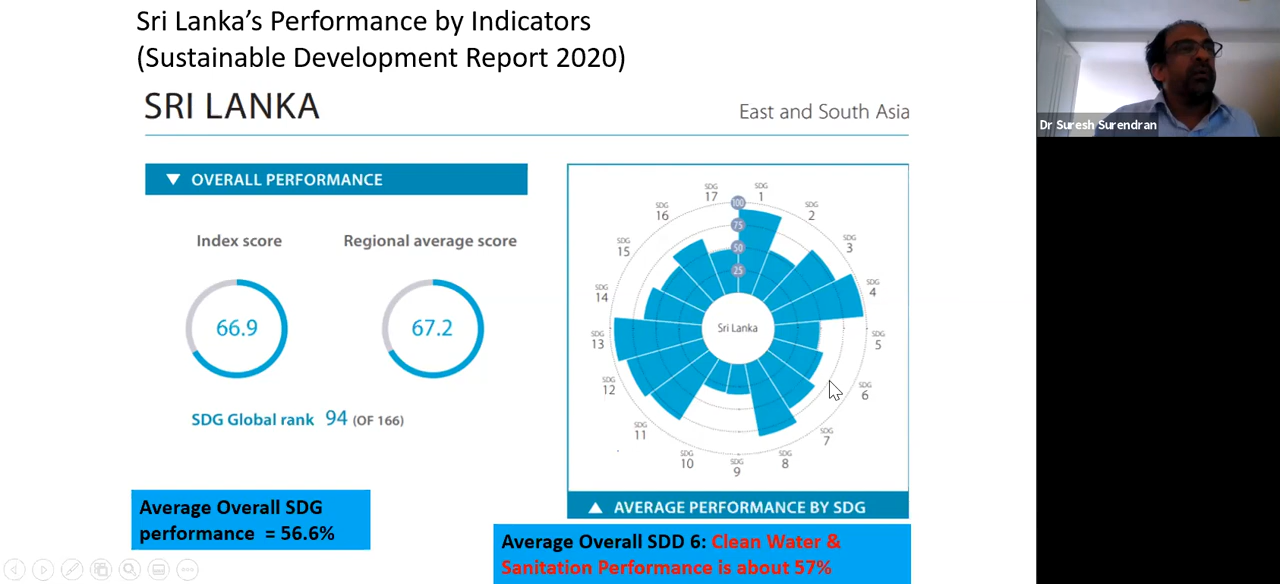 Sri Lanka's Performance by Indicators
(Sustainable Development Report 2020)
SRI LANKA
East and South Asia
▼ OVERALL PERFORMANCE
Index score
Regional average score
66.9
67.2
SDG Global rank 94 (OF 166)
Average Overall SDG
performance = 56.6%
SDG 1
SDG 2
SDG 3
SDG 4
SDG 5
SDG 6
SDG 7
SDG 8
SDG 9
SDG 10
SDG 11
SDG 12
SDG 13
SDG 14
SDG 15
SDG 16
SDG 17
100
75
50
25
Sri Lanka
▲ AVERAGE PERFORMANCE BY SDG
Average Overall SDD 6: Clean Water &
Sanitation Performance is about 57%
Dr Suresh Surendran